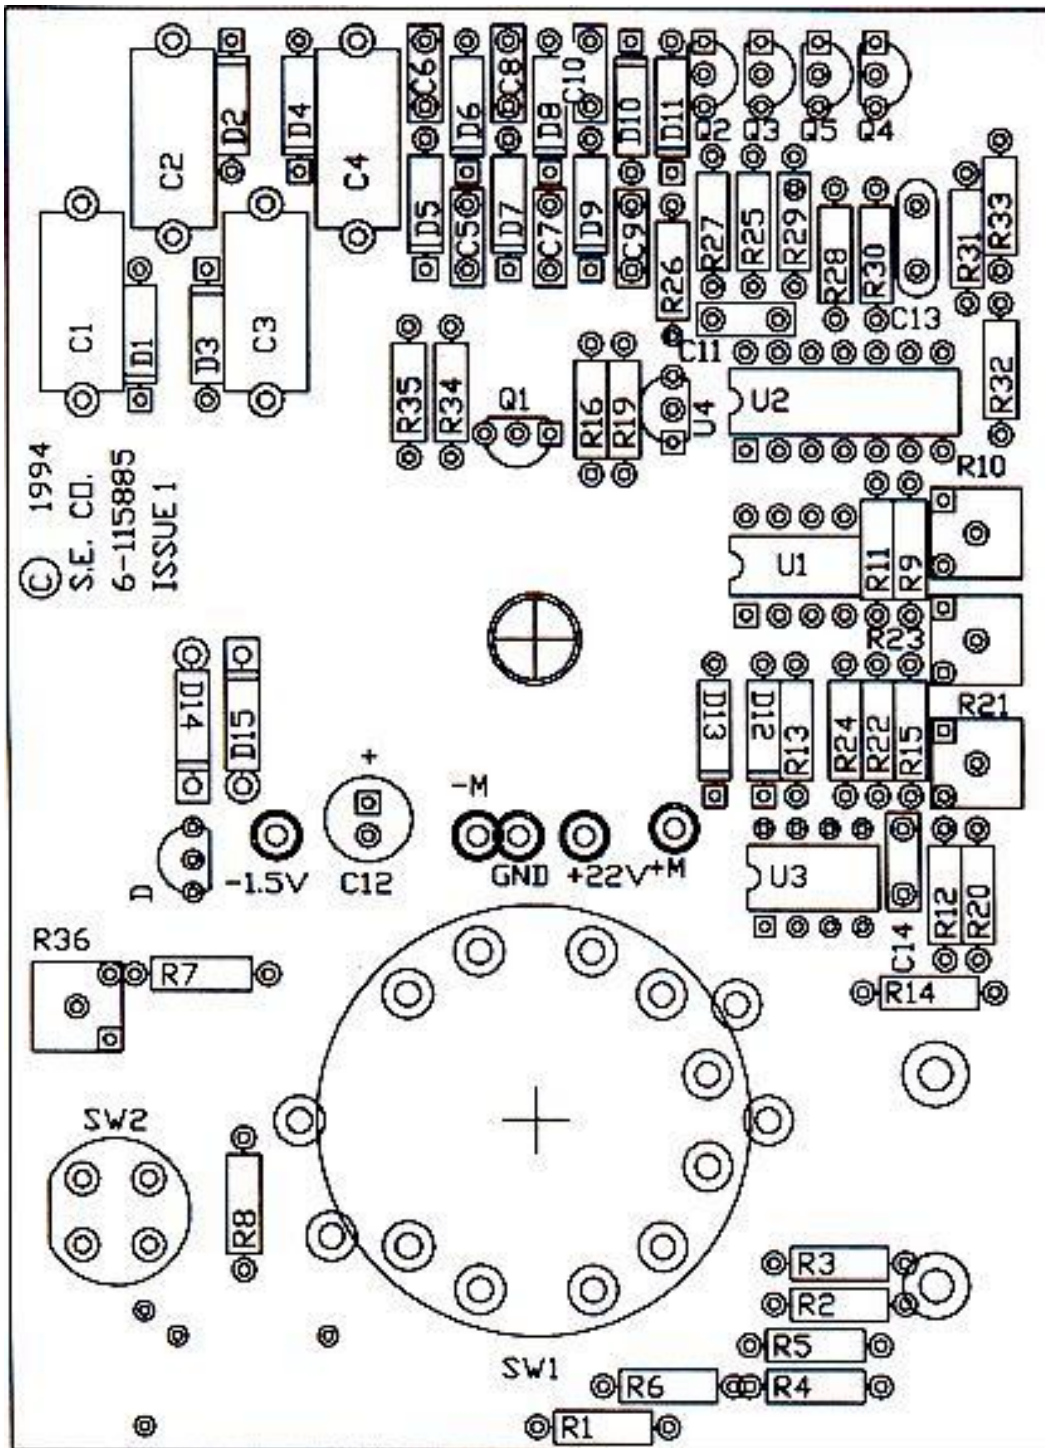 C2
D2
D4
C4
C6
D6
C8
D8
C10
D10
D11
Q2
Q3
Q5
Q4
C1
D1
D3
C3
D5
C5
D7
C7
D9
C9
R26
R27
R25
R29
R28
R30
C13
R31
R33
C11
R32
R35
R34
Q1
R16
R19
U4
U2
R10
© 1994
S.E. CO.
6-115885
ISSUE 1
U1
R11
R9
R23
R21
D14
D15
D13
D12
R13
R24
R22
R15
+
-M
D
-1.5V
C12
GND
+22V
+M
U3
C14
R12
R20
R36
R7
R14
SW2
R8
SW1
R3
R2
R5
R6
R4
R1